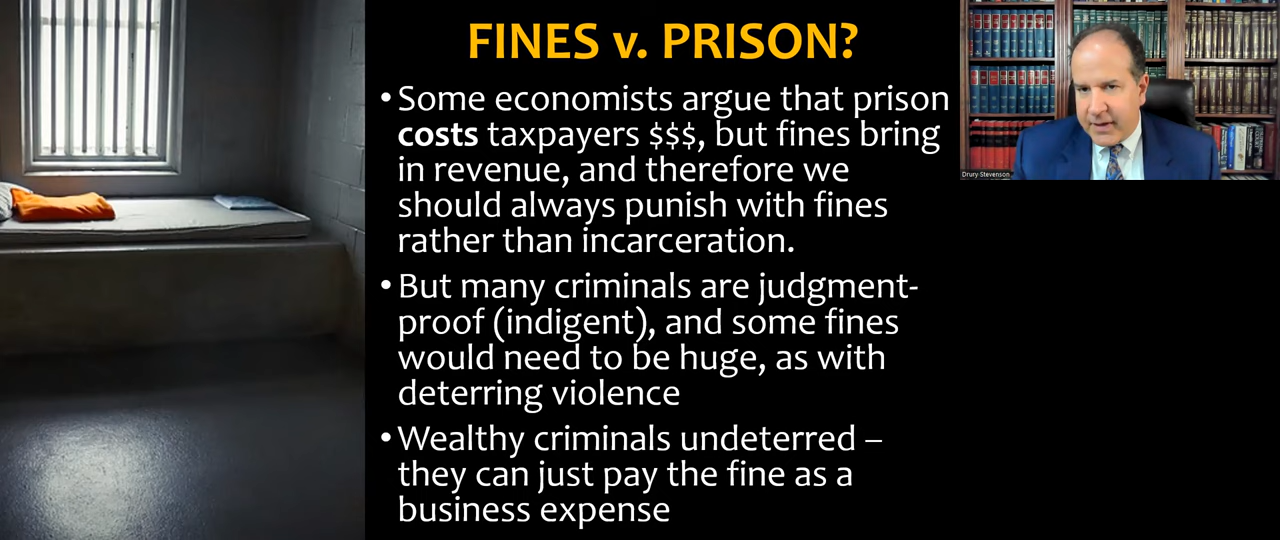 FINES v. PRISON?
• Some economists argue that prison
costs taxpayers $$$, but fines bring
in revenue, and therefore we
should always punish with fines
rather than incarceration.
• But many criminals are judgment-
proof (indigent), and some fines
would need to be huge, as with
deterring violence
• Wealthy criminals undeterred –
they can just pay the fine as a
business expense
Drury Stevenson